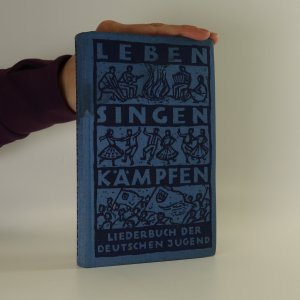 LEBEN
SINGEN
KÄMPFEN
LIEDERBUCH DER
DEUTSCHEN JUGEND